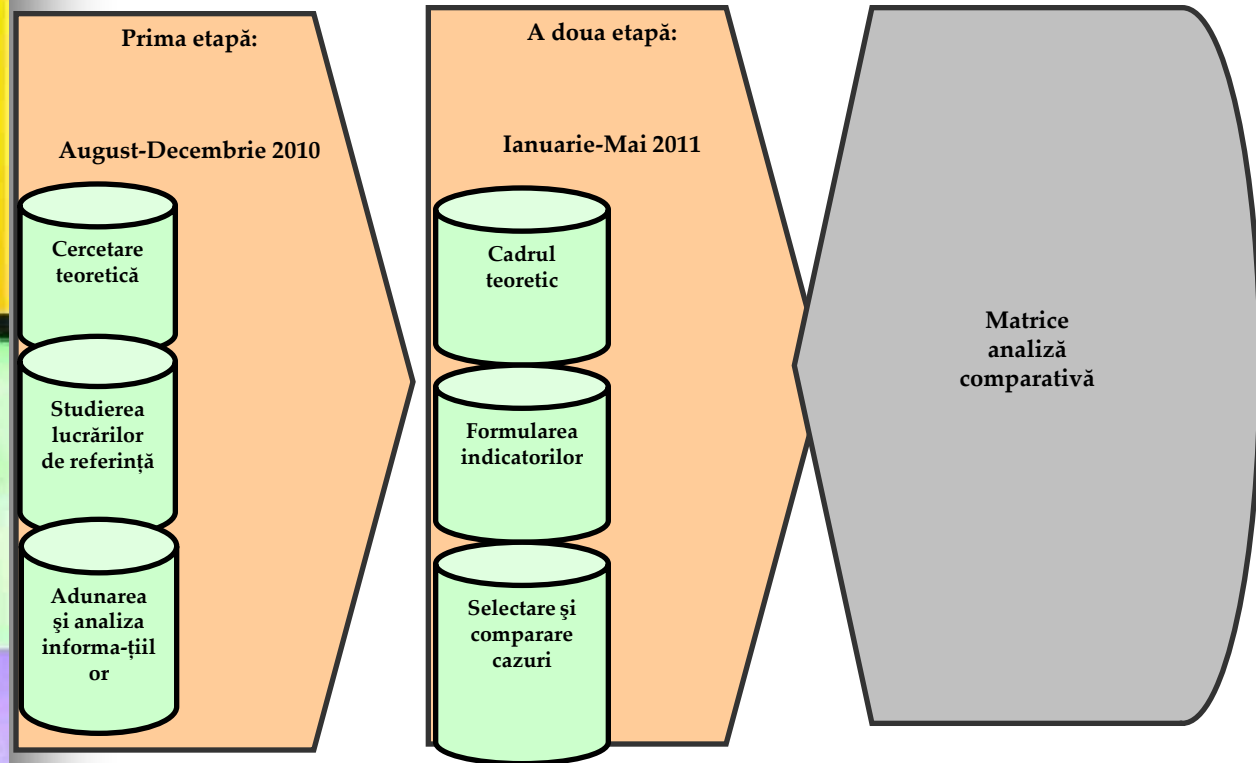 Prima etapă:
August-Decembrie 2010
Cercetare
teoretică
Studierea
lucrărilor
de referință
Adunarea
şi analiza
informa-țiil
or
A doua etapă:
Ianuarie-Mai 2011
Cadrul
teoretic
Formularea
indicatorilor
Selectare şi
comparare
cazuri
Matrice
analiză
comparativă